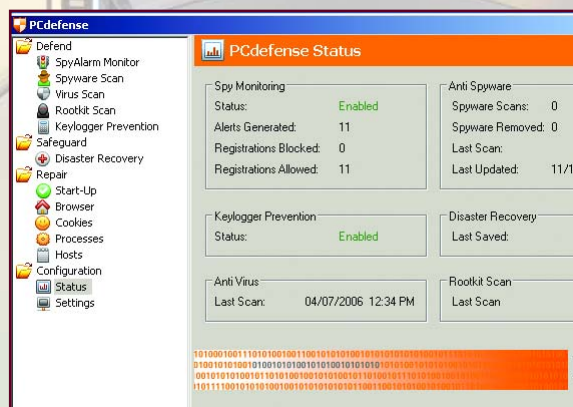 PCdefense
Defend
SpyAlarm Monitor
Spyware Scan
Virus Scan
Rootkit Scan
Keylogger Prevention
Safeguard
Disaster Recovery
Repair
Start-Up
Browser
Cookies
Processes
Hosts
Configuration
Status
Settings
PCdefense Status
Spy Monitoring
Status: Enabled
Alerts Generated: 11
Registrations Blocked: 0
Registrations Allowed: 11
Anti Spyware
Spyware Scans: 0
Spyware Removed: 0
Last Scan:
Last Updated: 11/1
Keylogger Prevention
Status: Enabled
Disaster Recovery
Last Saved:
Anti Virus
Last Scan: 04/07/2006 12:34 PM
Rootkit Scan
Last Scan